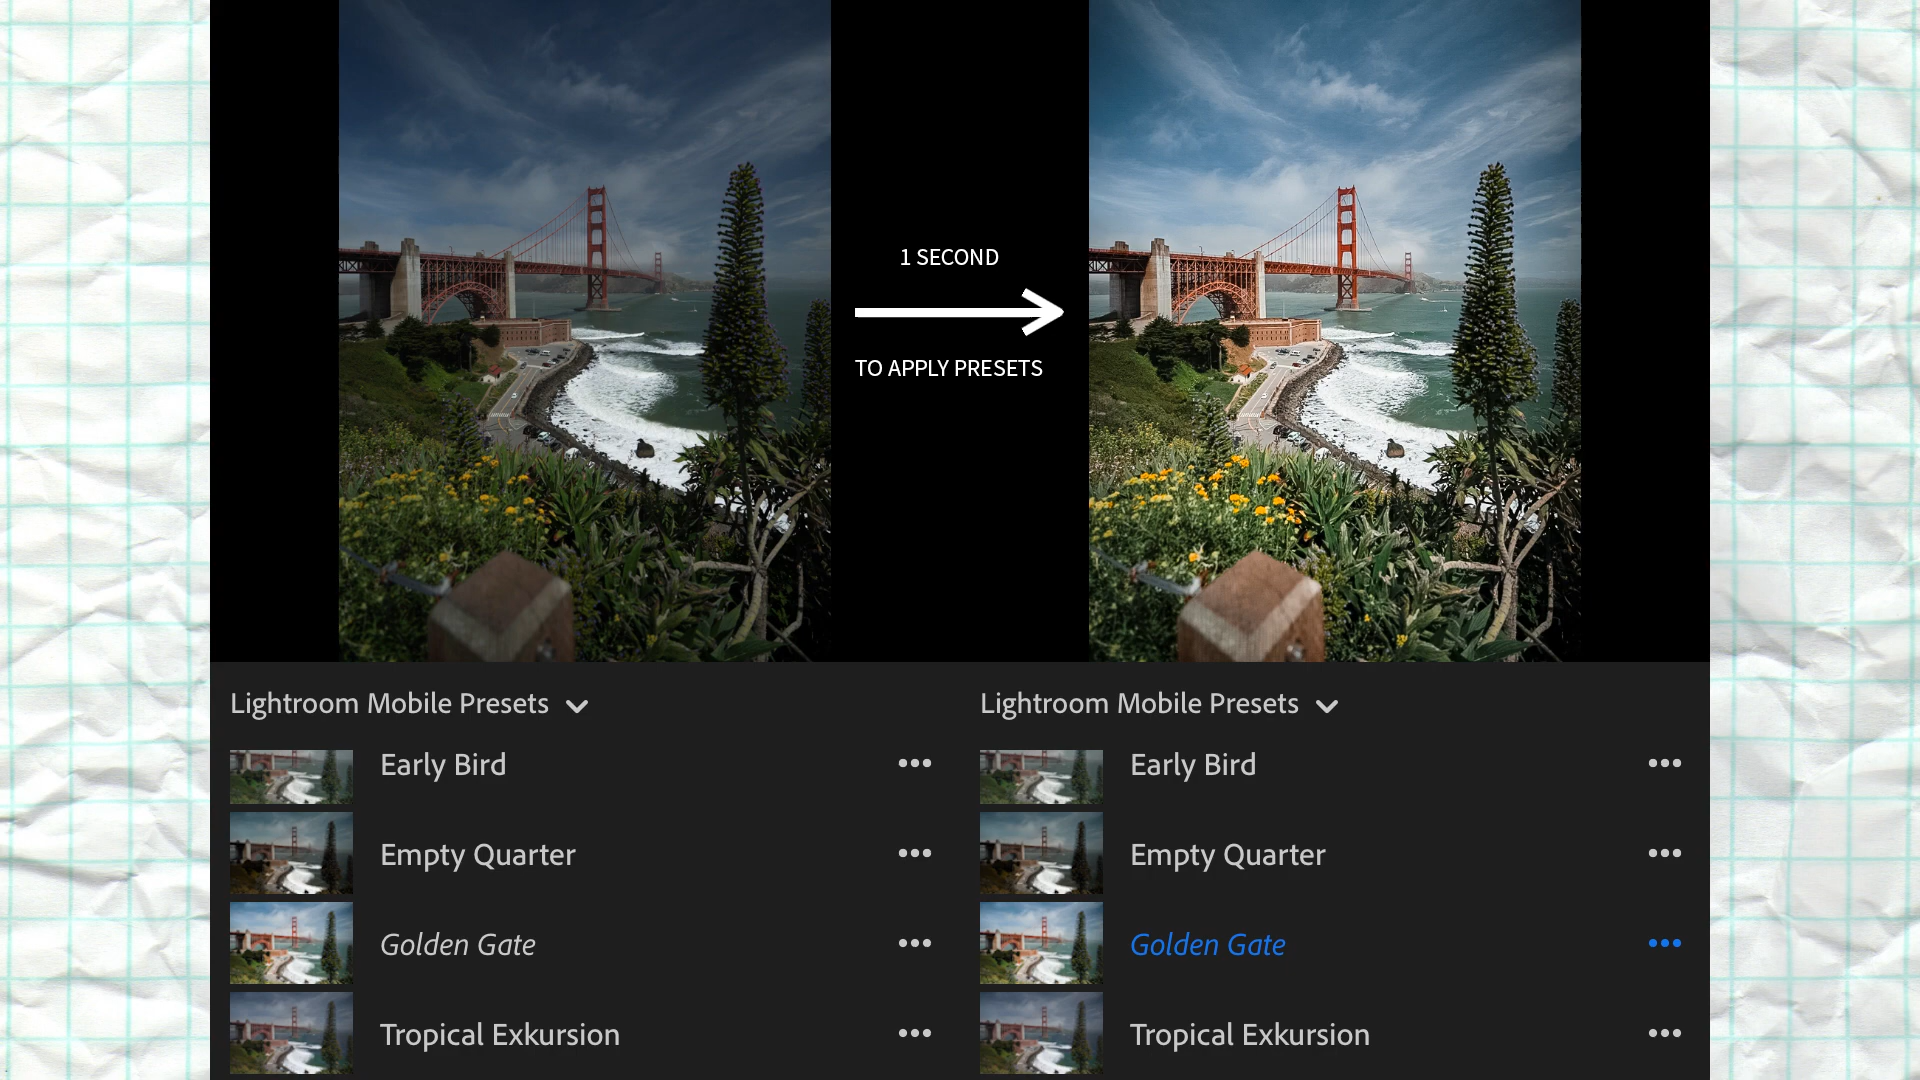 1 SECOND
TO APPLY PRESETS
Lightroom Mobile Presets
Early Bird
Empty Quarter
Golden Gate
Tropical Exkursion
Lightroom Mobile Presets
Early Bird
Empty Quarter
Golden Gate
Tropical Exkursion